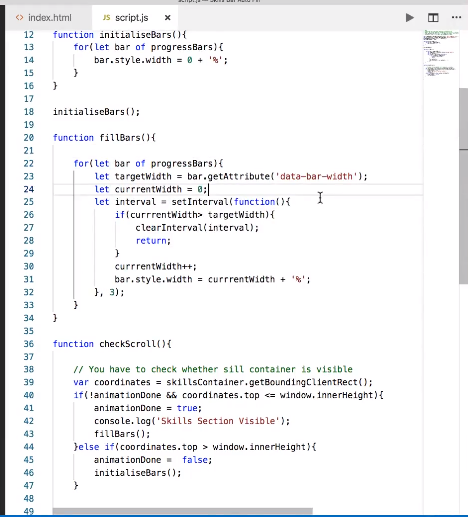 script.js — Skills Bar Auto Fill
index.html
JS script.js
12 function initialiseBars(){
13 for(let bar of progressBars){
14 bar.style.width = 0 + '%';
15 }
16 }
17
18 initialiseBars();
19
20 function fillBars(){
21
22 for(let bar of progressBars){
23 let targetWidth = bar.getAttribute('data-bar-width');
24 let currrentWidth = 0;
25 let interval = setInterval(function(){
26 if(currrentWidth> targetWidth){
27 clearInterval(interval);
28 return;
29 }
30 currrentWidth++;
31 bar.style.width = currrentWidth + '%';
32 }, 3);
33 }
34 }
35
36 function checkScroll(){
37
38 // You have to check whether sill container is visible
39 var coordinates = skillsContainer.getBoundingClientRect();
40 if(!animationDone && coordinates.top <= window.innerHeight){
41 animationDone = true;
42 console.log('Skills Section Visible');
43 fillBars();
44 }else if(coordinates.top > window.innerHeight){
45 animationDone = false;
46 initialiseBars();
47 }
48
49